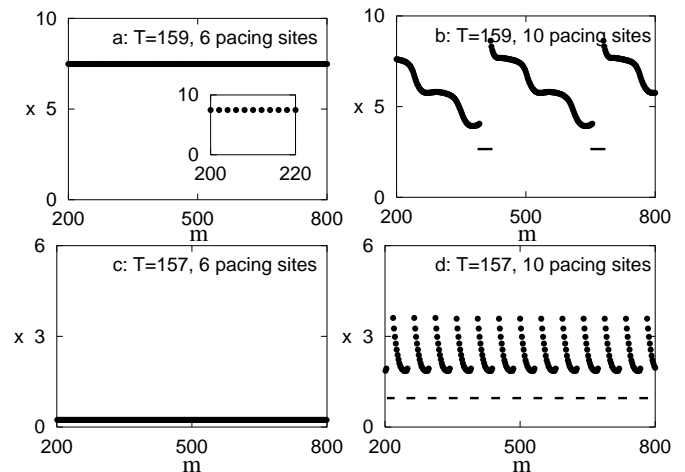 10
a: T=159, 6 pacing sites
x 5
10
0
200 220
0
200 500 800
m
10
b: T=159, 10 pacing sites
x 5
0
200 500 800
m
6
c: T=157, 6 pacing sites
x 3
0
200 500 800
m
6
d: T=157, 10 pacing sites
x 3
0
200 500 800
m